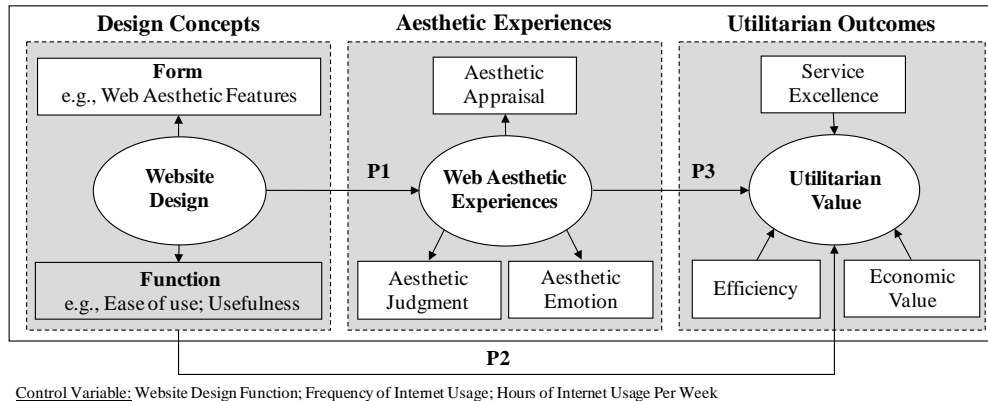 Design Concepts
Aesthetic Experiences
Utilitarian Outcomes
Form
e.g., Web Aesthetic Features
Aesthetic
Appraisal
Service
Excellence
Website
Design
P1
Web Aesthetic
Experiences
P3
Utilitarian
Value
Function
e.g., Ease of use; Usefulness
Aesthetic
Judgment
Aesthetic
Emotion
Efficiency
Economic
Value
P2
Control Variable: Website Design Function; Frequency of Internet Usage; Hours of Internet Usage Per Week